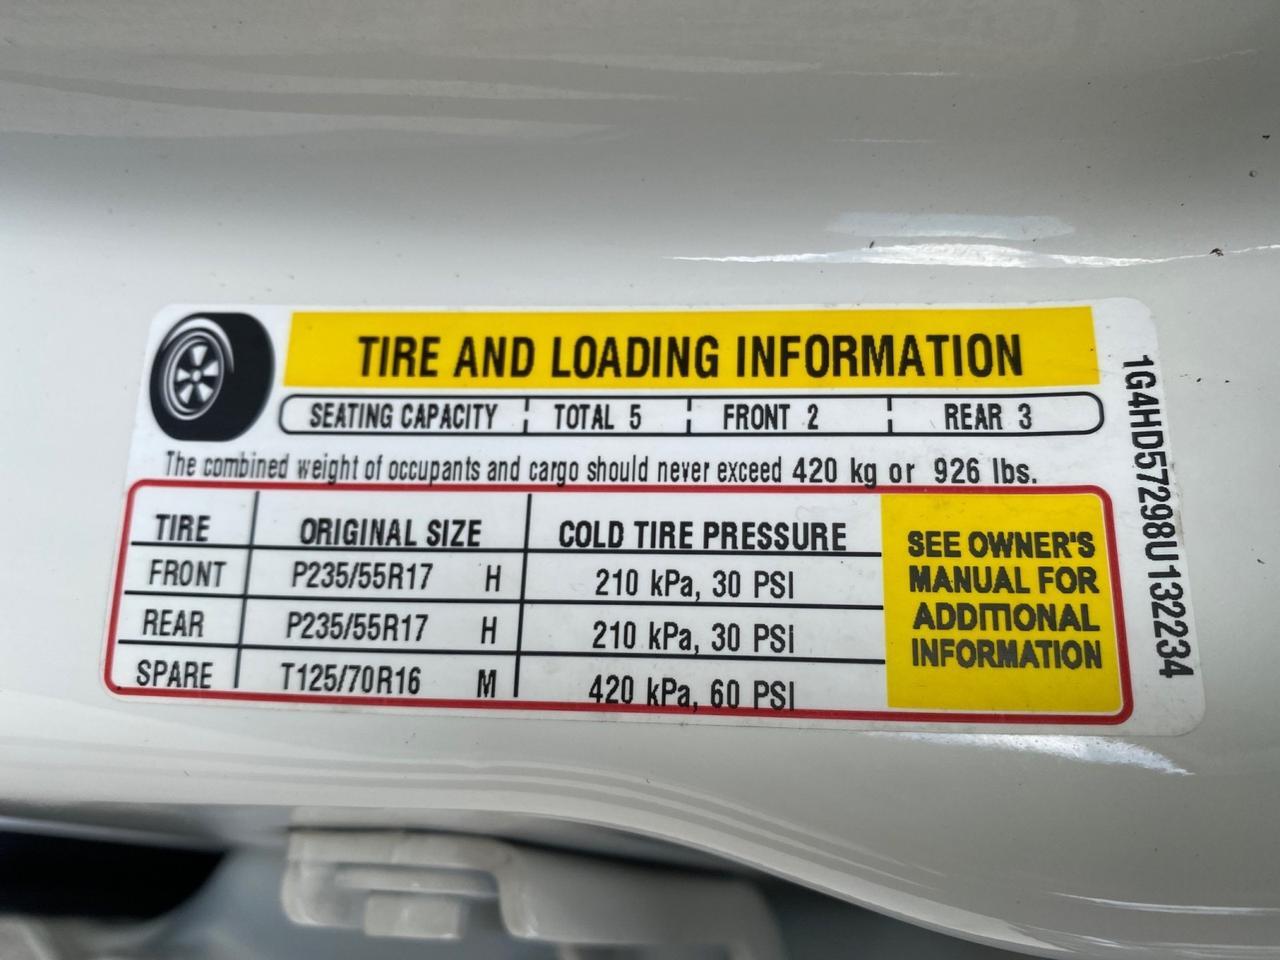 TIRE AND LOADING INFORMATION
SEATING CAPACITY TOTAL 5 FRONT 2 REAR 3
The combined weight of occupants and cargo should never exceed 420 kg or 926 lbs.
TIRE ORIGINAL SIZE COLD TIRE PRESSURE
FRONT P235/55R17 H 210 kPa, 30 PSI
REAR P235/55R17 H 210 kPa, 30 PSI
SPARE T125/70R16 M 420 kPa, 60 PSI
SEE OWNER'S
MANUAL FOR
ADDITIONAL
INFORMATION
1G4HD57298U132234